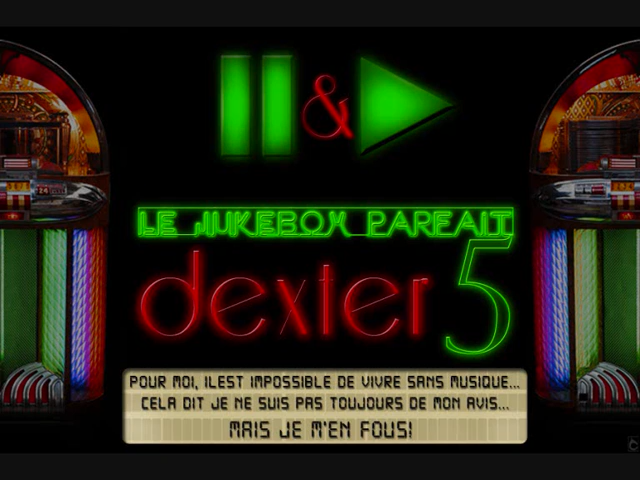 &
LE JUKEBOX PARFAIT
dexter 5
POUR MOI, ILEST IMPOSSIBLE DE VIVRE SANS MUSIQUE...
CELA DIT JE NE SUIS PAS TOUJOURS DE MON AVIS...
MAIS JE M'EN FOUS!